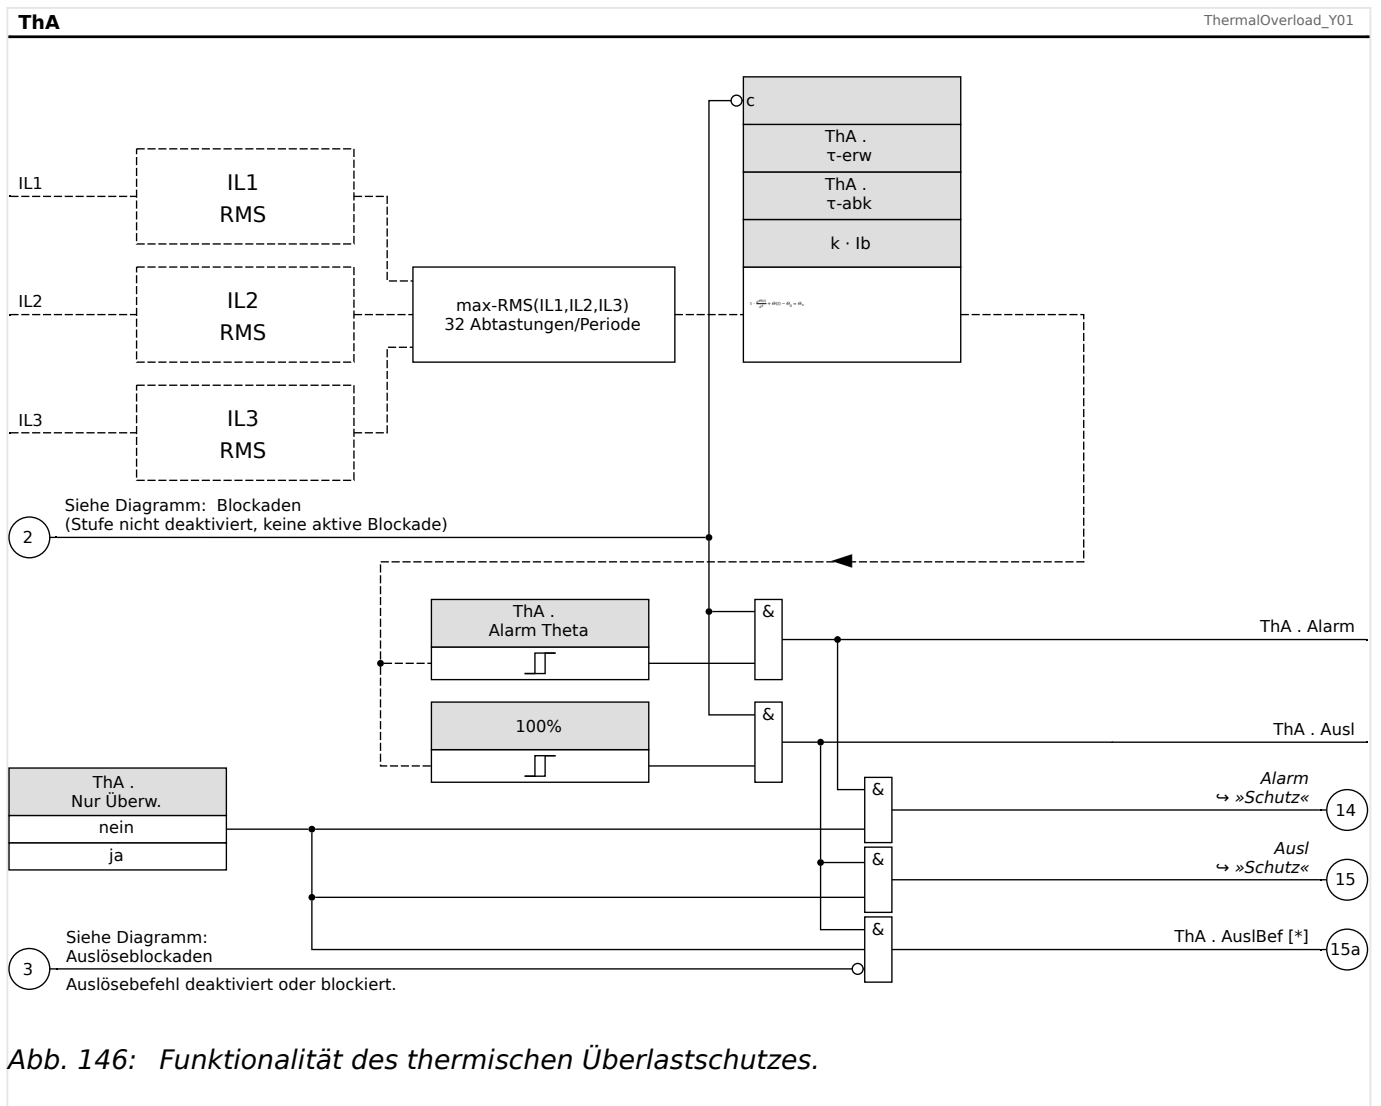 ThA
ThermalOverload_Y01
c
ThA .
τ-erw
ThA .
τ-abk
k · Ib
IL1
IL1
RMS
IL2
IL2
RMS
IL3
IL3
RMS
max-RMS(IL1,IL2,IL3)
32 Abtastungen/Periode
Siehe Diagramm: Blockaden
(Stufe nicht deaktiviert, keine aktive Blockade)
2
ThA .
Alarm Theta
&
ThA . Alarm
100%
&
ThA . Ausl
ThA .
Nur Überw.
nein
ja
&
Alarm
↪ »Schutz«
14
&
Ausl
↪ »Schutz«
15
&
ThA . AuslBef [*]
15a
Siehe Diagramm:
Auslöseblockaden
3
Auslösebefehl deaktiviert oder blockiert.
Abb. 146: Funktionalität des thermischen Überlastschutzes.